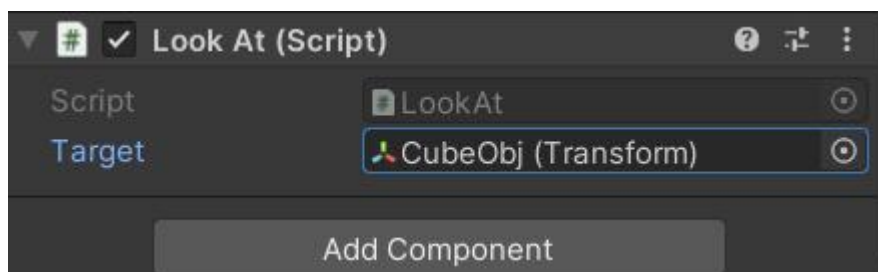 Look At (Script)
Script LookAt
Target CubeObj (Transform)
Add Component